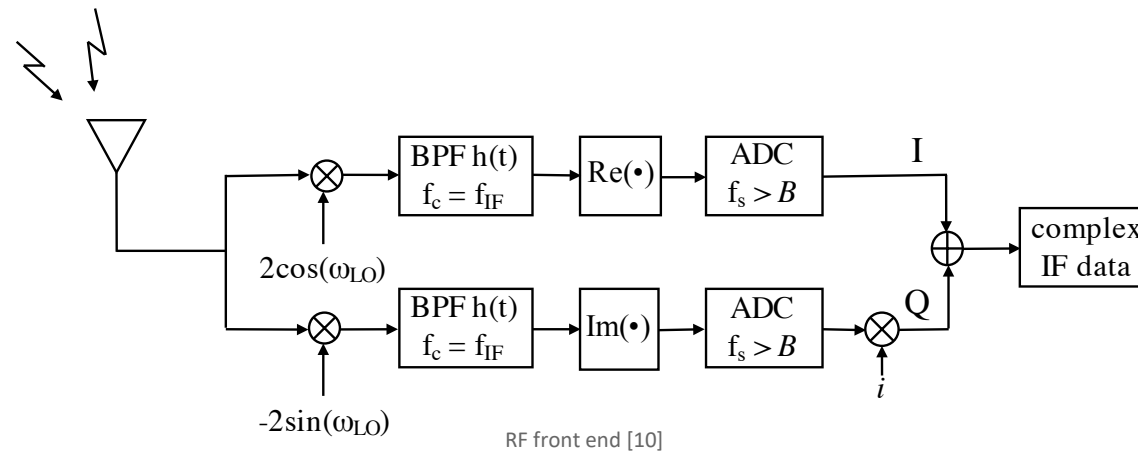 BPF h(t)
f_c = f_IF
Re(•)
ADC
f_s > B
I
2cos(ω_LO)
complex
IF data
BPF h(t)
f_c = f_IF
Im(•)
ADC
f_s > B
Q
i
-2sin(ω_LO)
RF front end [10]